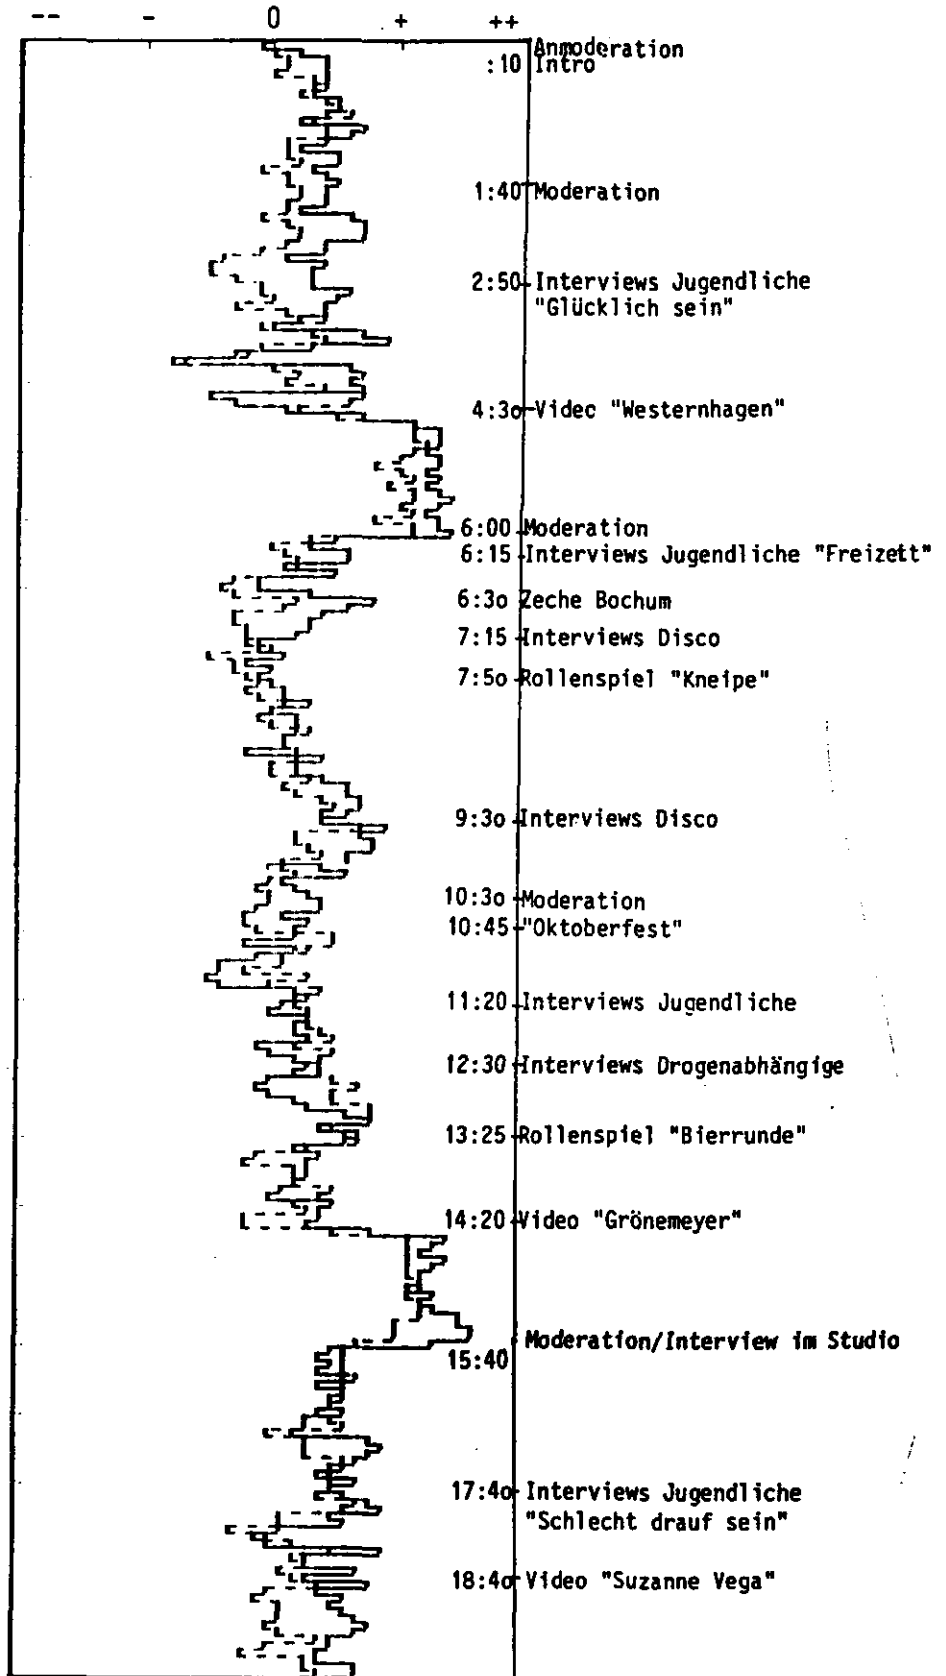 -- - 0 + ++
Anmoderation
:10 Intro
1:40 Moderation
2:50 Interviews Jugendliche
"Glücklich sein"
4:3o Videc "Westernhagen"
6:00 Moderation
6:15 Interviews Jugendliche "Freizett"
6:3o Zeche Bochum
7:15 Interviews Disco
7:5o Rollenspiel "Kneipe"
9:3o Interviews Disco
10:3o Moderation
10:45 "Oktoberfest"
11:20 Interviews Jugendliche
12:30 Interviews Drogenabhängige
13:25 Rollenspiel "Bierrunde"
14:20 Video "Grönemeyer"
Moderation/Interview im Studio
15:40
17:4o Interviews Jugendliche
"Schlecht drauf sein"
18:4o Video "Suzanne Vega"